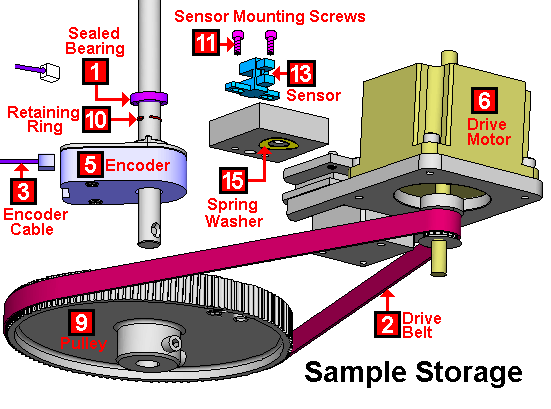 Sensor Mounting Screws
11
Sealed
Bearing
1
13
Sensor
6
Drive
Motor
Retaining
Ring
10
5 Encoder
15
Spring
Washer
3
Encoder
Cable
9
Pulley
2 Drive
Belt
Sample Storage